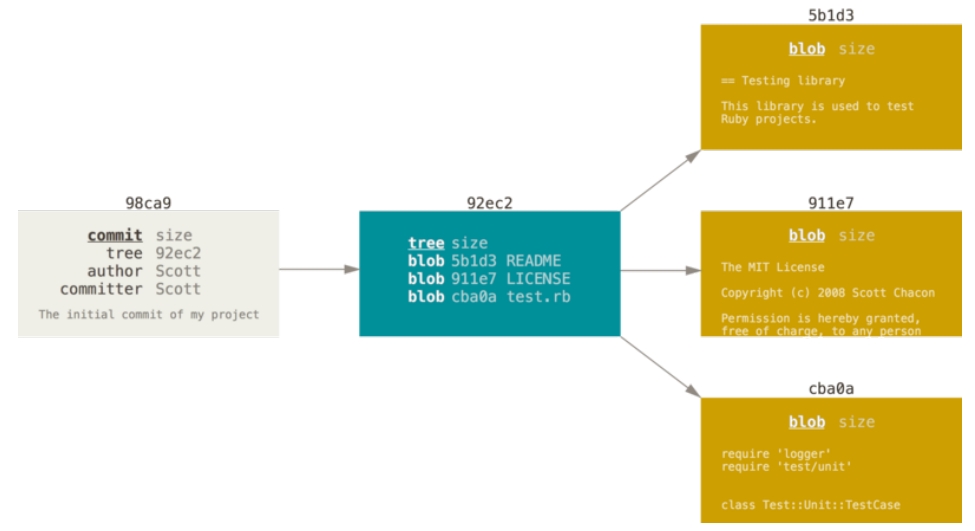 98ca9
commit size
tree 92ec2
author Scott
committer Scott
The initial commit of my project
92ec2
tree size
blob 5b1d3 README
blob 911e7 LICENSE
blob cba0a test.rb
5b1d3
blob size
== Testing library
This library is used to test
Ruby projects.
911e7
blob size
The MIT License
Copyright (c) 2008 Scott Chacon
Permission is hereby granted,
free of charge, to any person
cba0a
blob size
require 'logger'
require 'test/unit'
class Test::Unit::TestCase